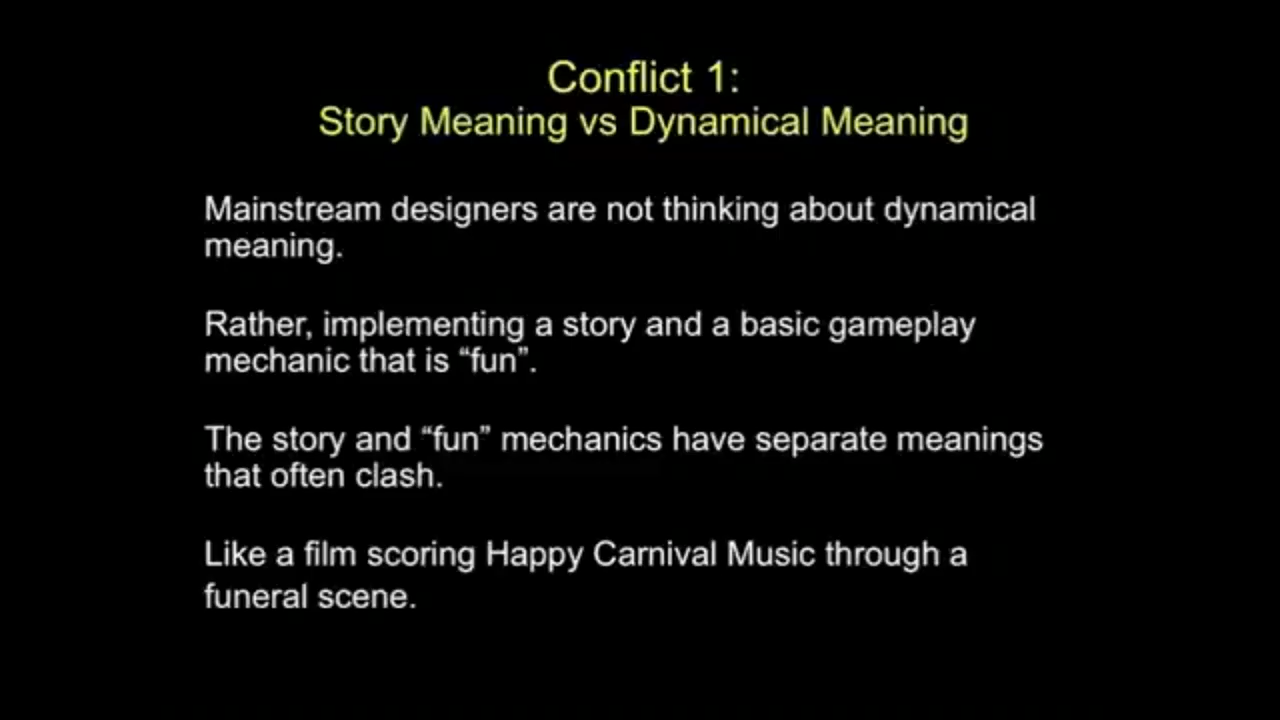 Conflict 1:
Story Meaning vs Dynamical Meaning
Mainstream designers are not thinking about dynamical
meaning.
Rather, implementing a story and a basic gameplay
mechanic that is “fun”.
The story and “fun” mechanics have separate meanings
that often clash.
Like a film scoring Happy Carnival Music through a
funeral scene.